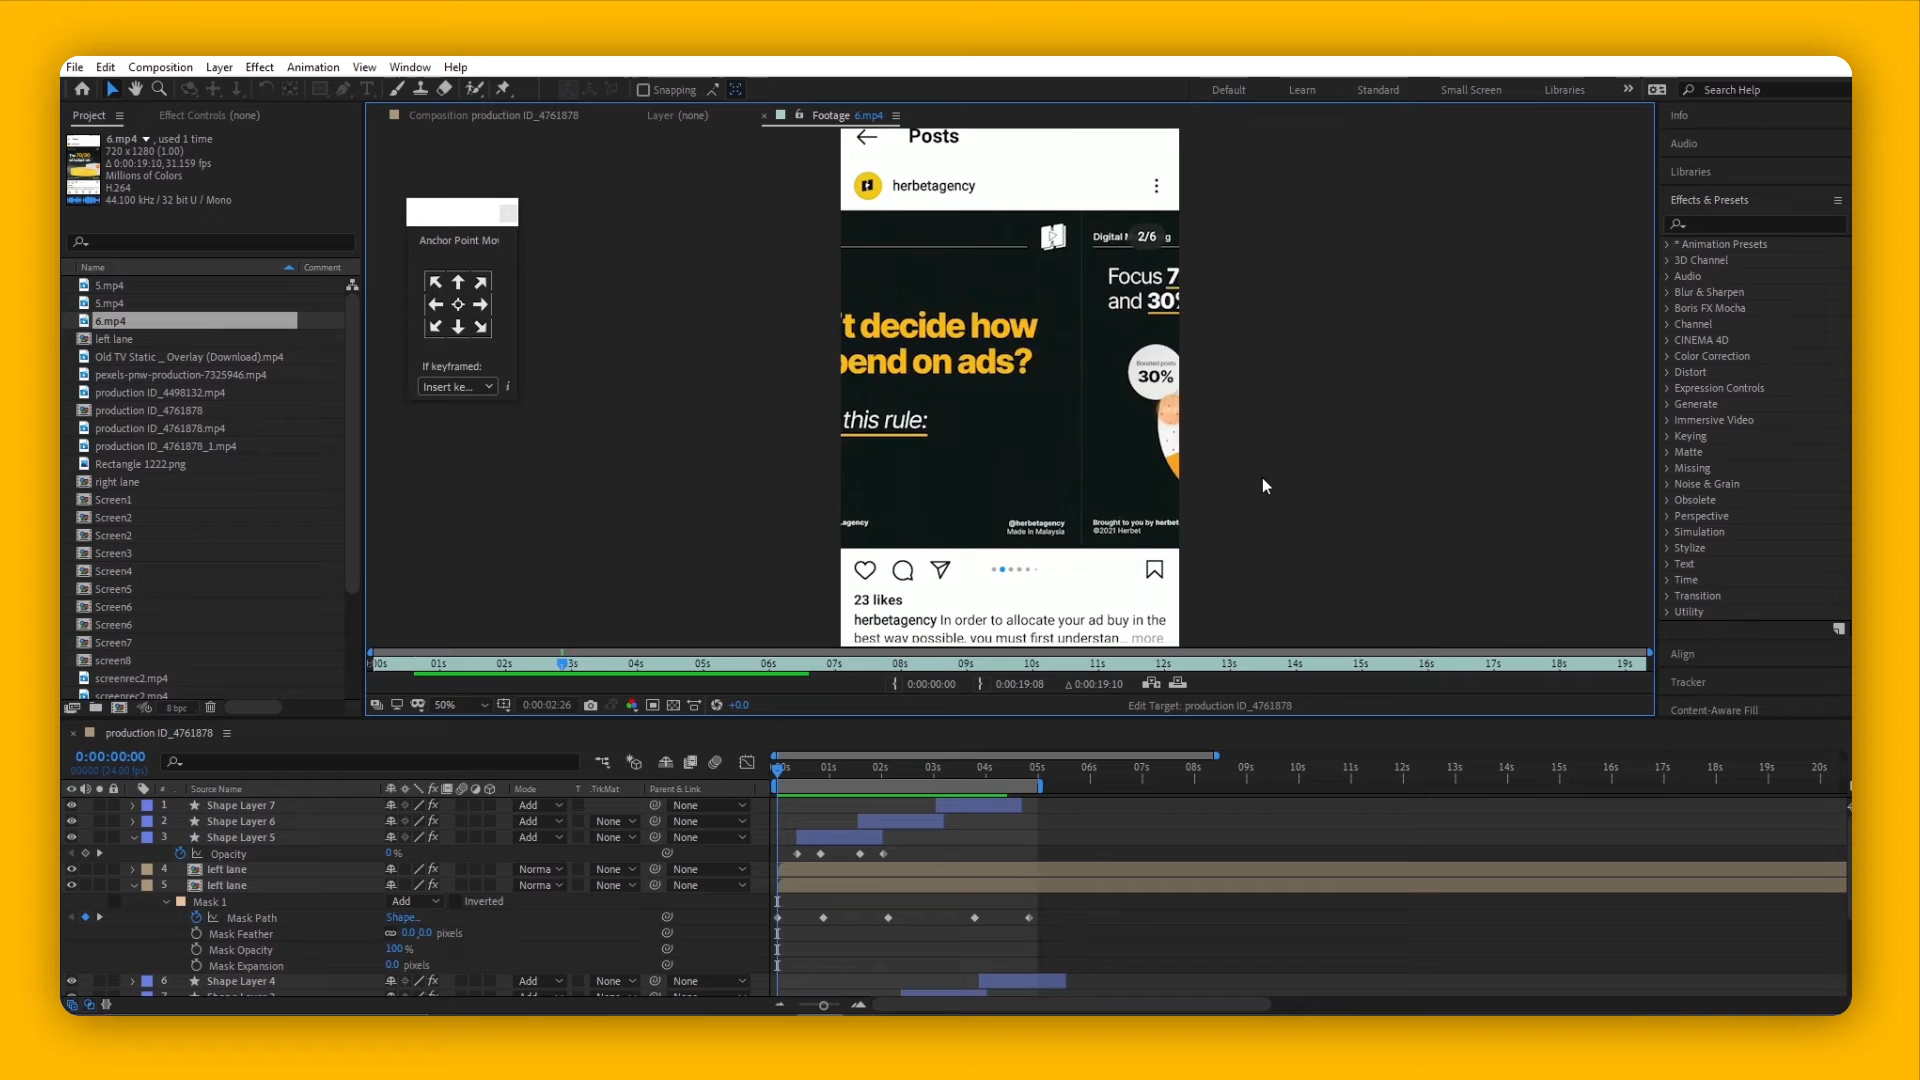 File Edit Composition Layer Effect Animation View Window Help
Snapping
Default Learn Standard Small Screen Libraries
Search Help
Project
Effect Controls (none)
6.mp4 , used 1 time
720 x 1280 (1.00)
Δ 0:00:19:10, 31.159 fps
Millions of Colors
H.264
44.100 kHz / 32 bit U / Mono
Name Comment
5.mp4
5.mp4
6.mp4
left lane
Old TV Static _ Overlay (Download).mp4
pexels-pnw-production-7325946.mp4
production ID_4498132.mp4
production ID_4761878
production ID_4761878.mp4
production ID_4761878_1.mp4
Rectangle 1222.png
right lane
Screen1
Screen2
Screen2
Screen3
Screen4
Screen5
Screen6
Screen6
Screen7
screen8
screenrec2.mp4
screenrec2.mp4
8 bpc
Composition production ID_4761878
Layer (none)
Footage 6.mp4
Anchor Point Mov
If keyframed:
Insert ke...
i
Posts
herbetagency
't decide how
pend on ads?
this rule:
.agency
@herbetagency
Made in Malaysia
Digital M
2/6
g
Focus 7
and 30%
Boosted posts
30%
Brought to you by herbet
©2021 Herbet
23 likes
herbetagency In order to allocate your ad buy in the
best way possible, you must first understan... more
:00s 01s 02s 3s 04s 05s 06s 07s 08s 09s 10s 11s 12s 13s 14s 15s 16s 17s 18s 19s
0:00:00:00 0:00:19:08 Δ 0:00:19:10
50% 0:00:02:26 +0.0
Edit Target: production ID_4761878
Info
Audio
Libraries
Effects & Presets
* Animation Presets
3D Channel
Audio
Blur & Sharpen
Boris FX Mocha
Channel
CINEMA 4D
Color Correction
Distort
Expression Controls
Generate
Immersive Video
Keying
Matte
Missing
Noise & Grain
Obsolete
Perspective
Simulation
Stylize
Text
Time
Transition
Utility
Align
Tracker
Content-Aware Fill
production ID_4761878
0:00:00:00
00000 (24.00 fps)
:00s 01s 02s 03s 04s 05s 06s 07s 08s 09s 10s 11s 12s 13s 14s 15s 16s 17s 18s 19s 20s
# Source Name Mode T .TrkMat Parent & Link
1 Shape Layer 7 Add None
2 Shape Layer 6 Add None None
3 Shape Layer 5 Add None None
Opacity 0 %
4 left lane Norma None None
5 left lane Norma None None
Mask 1 Add Inverted
Mask Path Shape...
Mask Feather 0.0,0.0 pixels
Mask Opacity 100 %
Mask Expansion 0.0 pixels
6 Shape Layer 4 Add None None